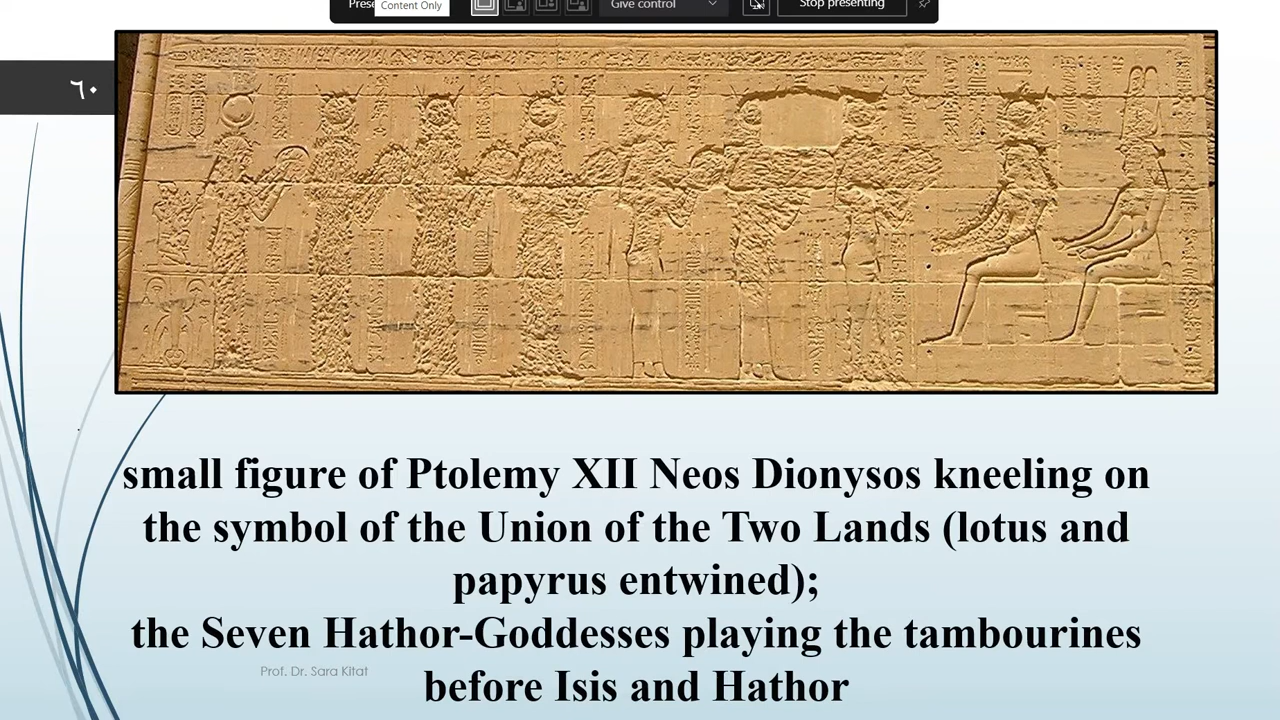 Content Only
Give control
Stop presenting
٦٠
small figure of Ptolemy XII Neos Dionysos kneeling on
the symbol of the Union of the Two Lands (lotus and
papyrus entwined);
the Seven Hathor-Goddesses playing the tambourines
before Isis and Hathor
Prof. Dr. Sara Kitat